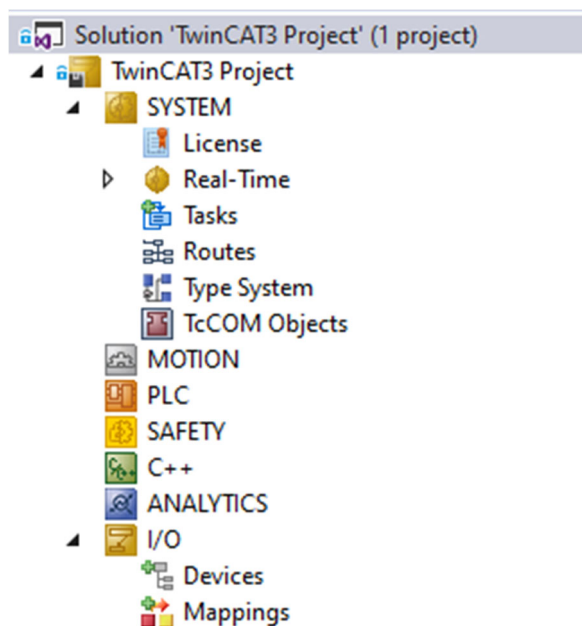 Solution 'TwinCAT3 Project' (1 project)
TwinCAT3 Project
SYSTEM
License
Real-Time
Tasks
Routes
Type System
TcCOM Objects
MOTION
PLC
SAFETY
C++
ANALYTICS
I/O
Devices
Mappings